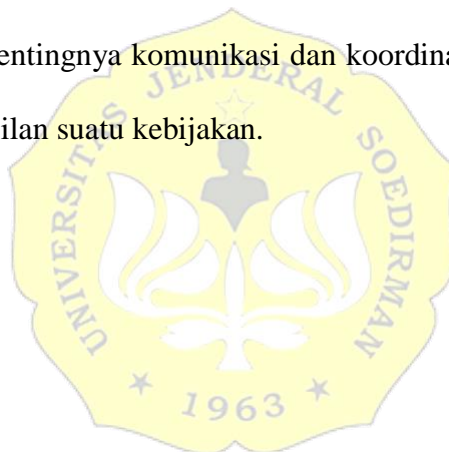 entingnya komunikasi dan koordina
ilan suatu kebijakan.
UNIVERSITAS JENDERAL SOEDIRMAN
1963